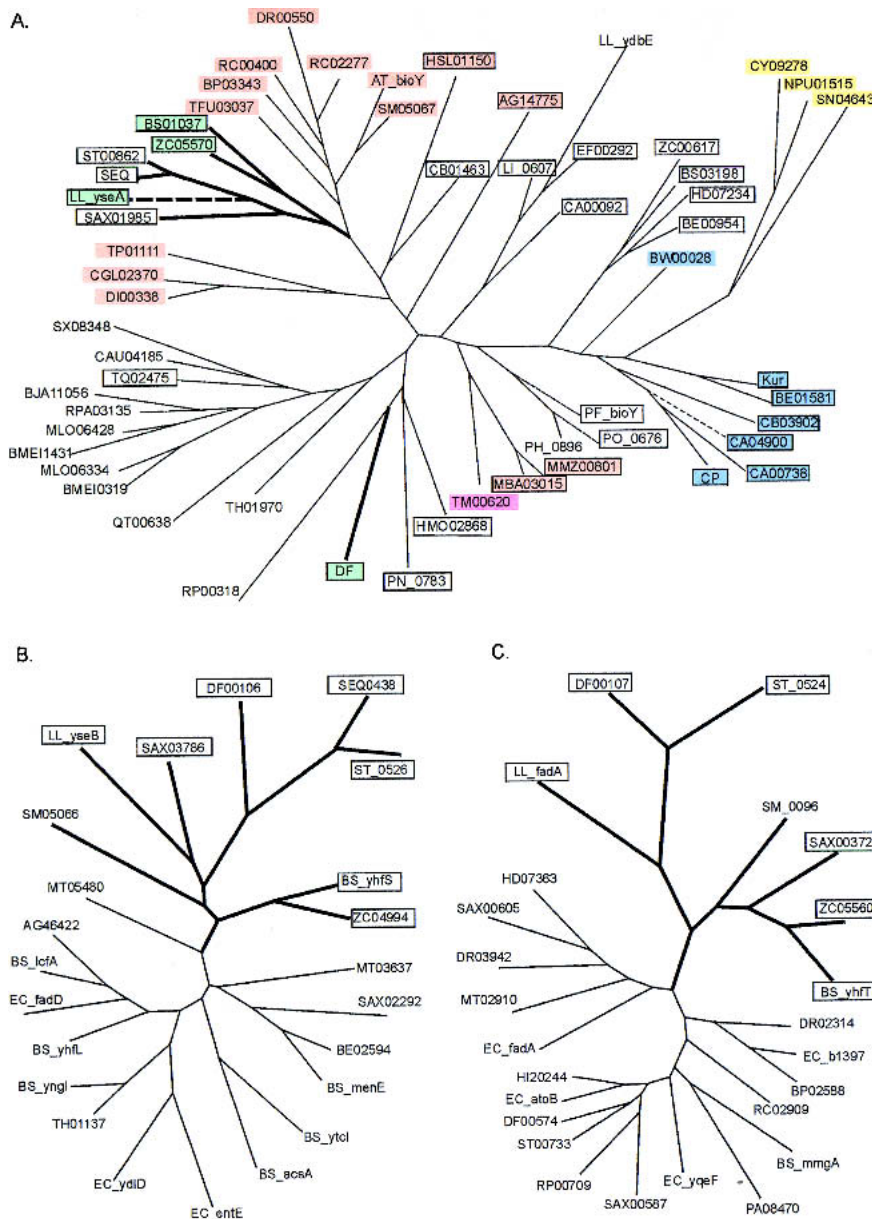 A.
DR00550
RC00400
RC02277
BP03343
AT_bioY
TFU03037
SM05067
HSL01150
LL_ydbE
CY09278
NPU01515
SN04643
AG14775
BS01037
ZC05570
ST00862
SEQ
LL_yseA
SAX01985
CB01463
LI_0607
EF00292
ZC00617
BS03198
HD07234
CA00092
BE00954
BW00028
TP01111
CGL02370
DI00338
SX08348
CAU04185
TQ02475
BJA11056
RPA03135
MLO06428
BMEI1431
MLO06334
BMEI0319
QT00638
TH01970
RP00318
DF
PN_0783
HMO02868
TM00620
MBA03015
MMZ00801
PH_0896
PO_0676
PF_bioY
Kur
BE01581
CB03902
CA04900
CA00736
CP
B.
DF00106
SEQ0438
LL_yseB
SAX03786
ST_0526
SM05066
BS_yhfS
ZC04994
MT05480
AG46422
BS_lcfA
EC_fadD
BS_yhfL
BS_yngI
TH01137
EC_ydiD
EC_entE
BS_acsA
BS_ytcI
BS_menE
BE02594
SAX02292
MT03637
C.
DF00107
ST_0524
LL_fadA
SM_0096
SAX00372
ZC05560
BS_yhfT
HD07363
SAX00605
DR03942
MT02910
EC_fadA
HI20244
EC_atoB
DF00574
ST00733
RP00709
SAX00587
EC_yqeF
PA08470
BS_mmgA
RC02909
BP02588
EC_b1397
DR02314